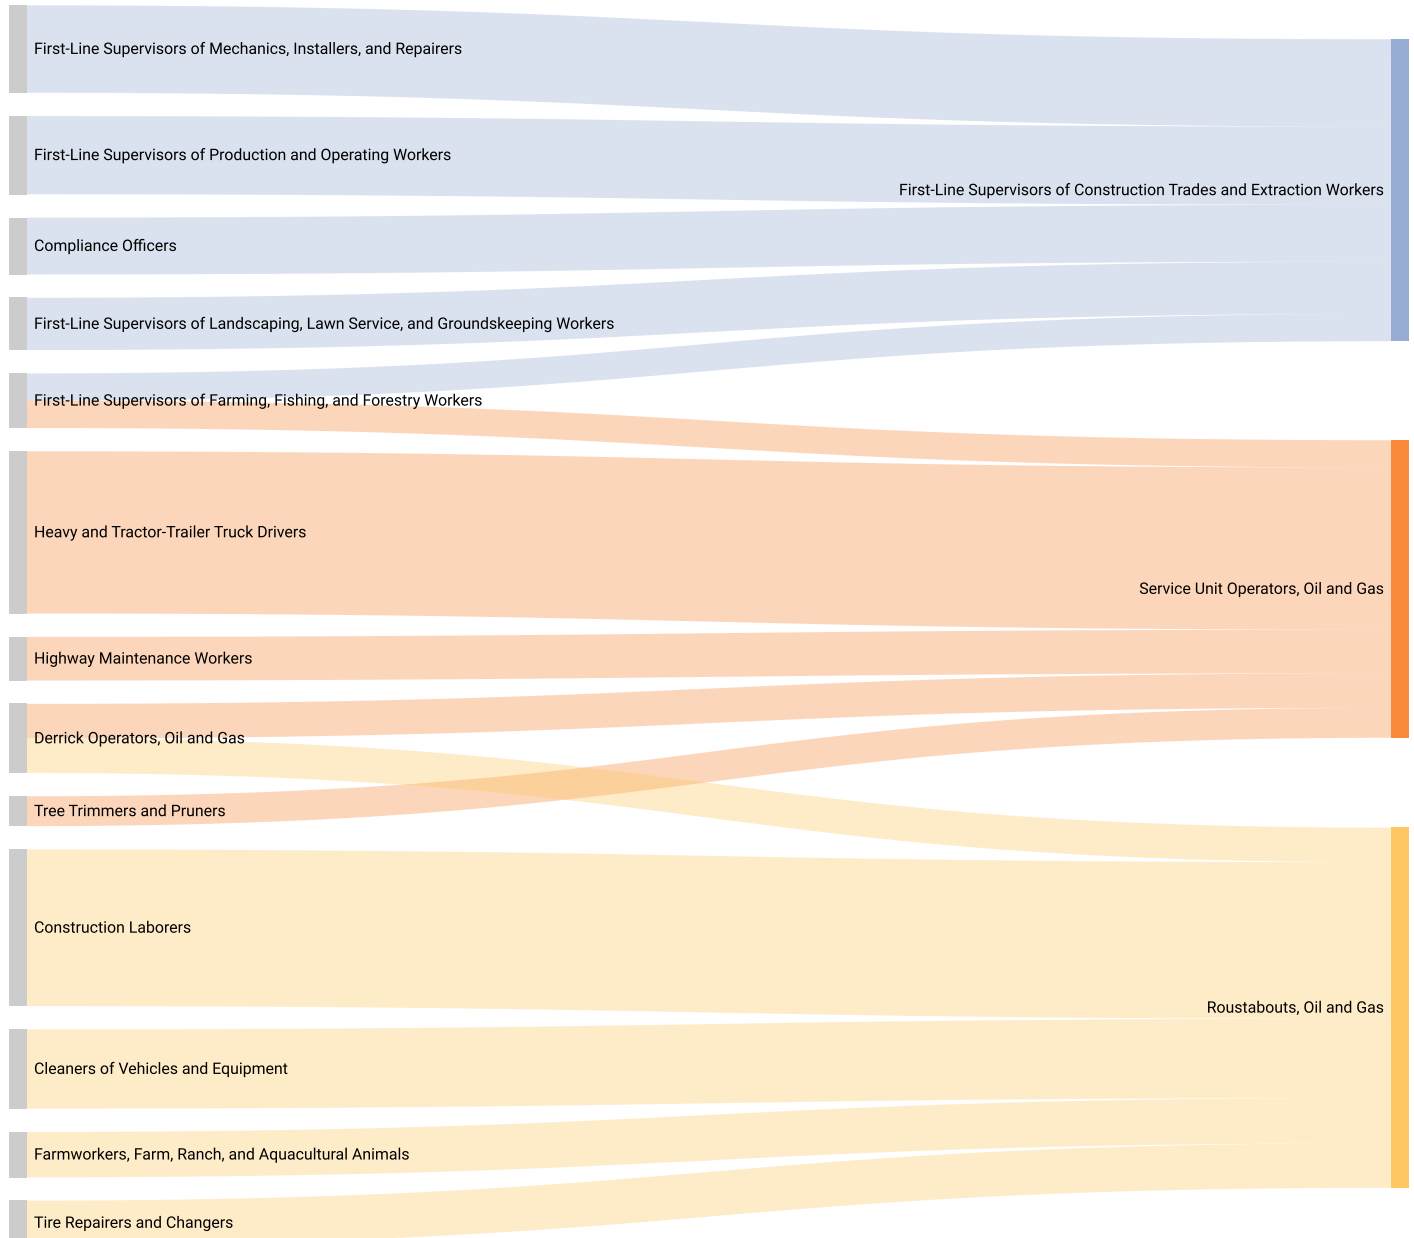 First-Line Supervisors of Mechanics, Installers, and Repairers
First-Line Supervisors of Production and Operating Workers
First-Line Supervisors of Construction Trades and Extraction Workers
Compliance Officers
First-Line Supervisors of Landscaping, Lawn Service, and Groundskeeping Workers
First-Line Supervisors of Farming, Fishing, and Forestry Workers
Heavy and Tractor-Trailer Truck Drivers
Service Unit Operators, Oil and Gas
Highway Maintenance Workers
Derrick Operators, Oil and Gas
Tree Trimmers and Pruners
Construction Laborers
Roustabouts, Oil and Gas
Cleaners of Vehicles and Equipment
Farmworkers, Farm, Ranch, and Aquacultural Animals
Tire Repairers and Changers